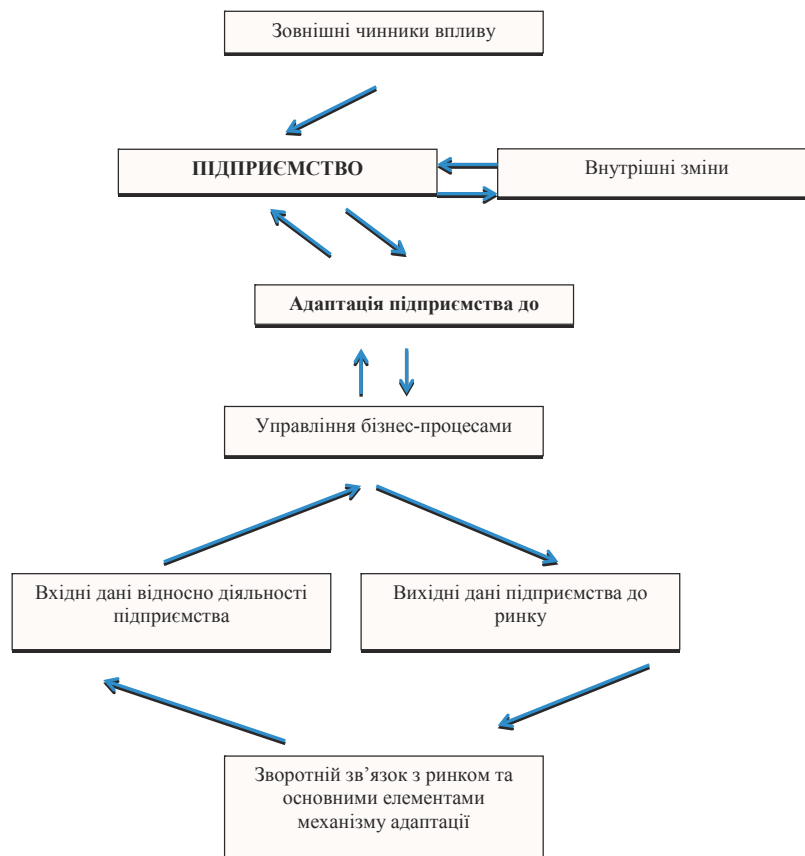 Зовнішні чинники впливу
ПІДПРИЄМСТВО
Внутрішні зміни
Адаптація підприємства до
Управління бізнес-процесами
Вхідні дані відносно діяльності
підприємства
Вихідні дані підприємства до
ринку
Зворотній зв’язок з ринком та
основними елементами
механізму адаптації